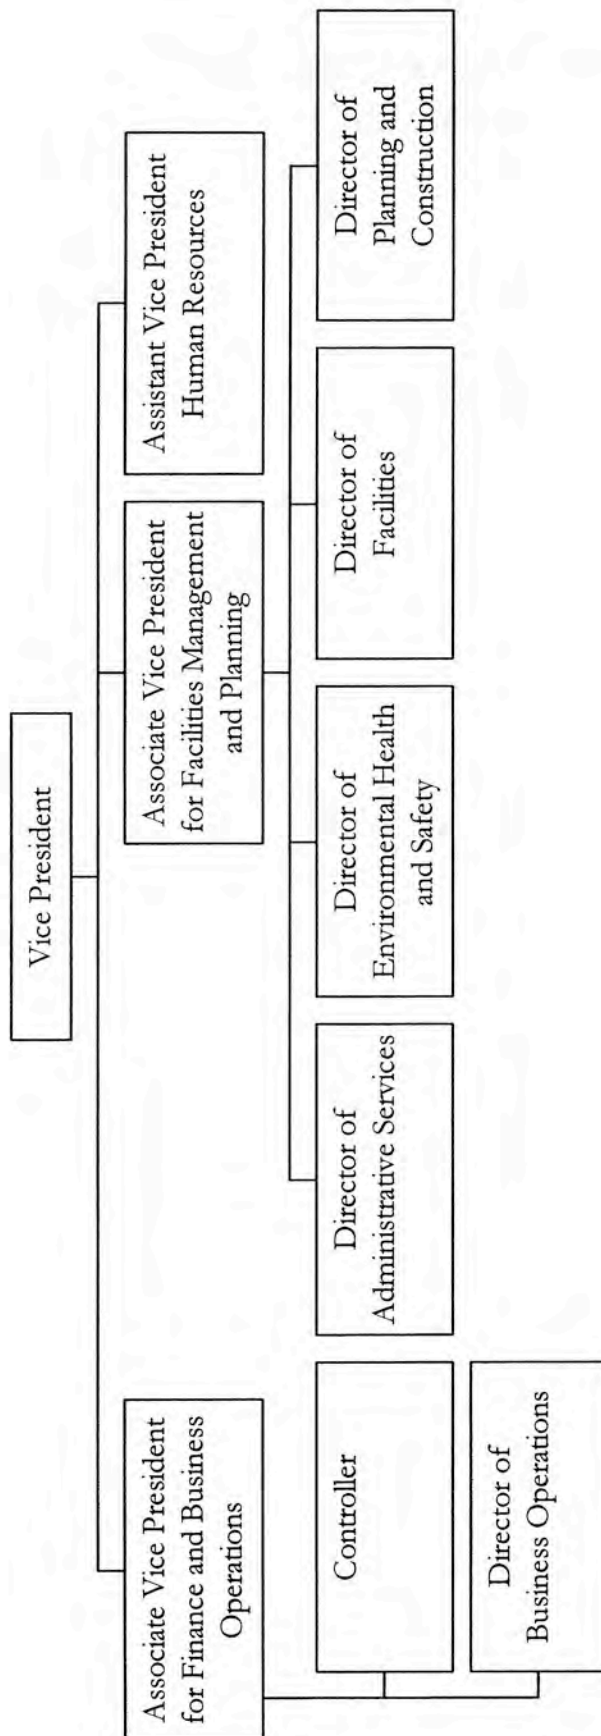 Vice President
Associate Vice President
for Finance and Business
Operations
Associate Vice President
for Facilities Management
and Planning
Assistant Vice President
Human Resources
Controller
Director of
Administrative Services
Director of
Environmental Health
and Safety
Director of
Facilities
Director of
Planning and
Construction
Director of
Business Operations